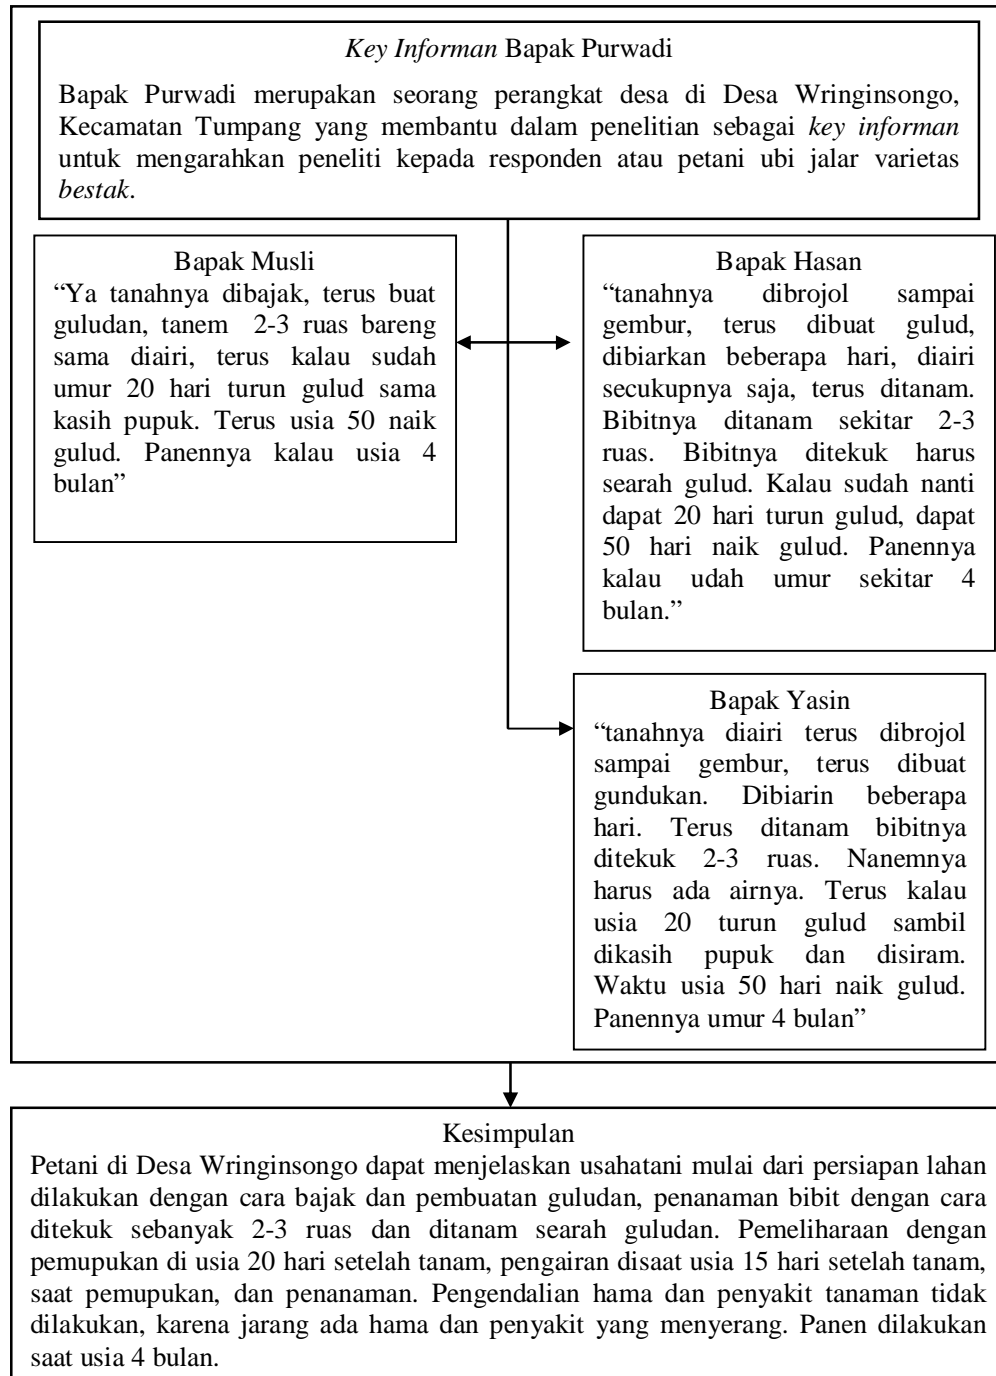 Key Informan Bapak Purwadi
Bapak Purwadi merupakan seorang perangkat desa di Desa Wringinsongo,
Kecamatan Tumpang yang membantu dalam penelitian sebagai key informan
untuk mengarahkan peneliti kepada responden atau petani ubi jalar varietas
bestak.
Bapak Musli
“Ya tanahnya dibajak, terus buat
guludan, tanem 2-3 ruas bareng
sama diairi, terus kalau sudah
umur 20 hari turun gulud sama
kasih pupuk. Terus usia 50 naik
gulud. Panennya kalau usia 4
bulan”
Bapak Hasan
“tanahnya dibrojol sampai
gembur, terus dibuat gulud,
dibiarkan beberapa hari, diairi
secukupnya saja, terus ditanam.
Bibitnya ditanam sekitar 2-3
ruas. Bibitnya ditekuk harus
searah gulud. Kalau sudah nanti
dapat 20 hari turun gulud, dapat
50 hari naik gulud. Panennya
kalau udah umur sekitar 4
bulan.”
Bapak Yasin
“tanahnya diairi terus dibrojol
sampai gembur, terus dibuat
gundukan. Dibiarin beberapa
hari. Terus ditanam bibitnya
ditekuk 2-3 ruas. Nanemnya
harus ada airnya. Terus kalau
usia 20 turun gulud sambil
dikasih pupuk dan disiram.
Waktu usia 50 hari naik gulud.
Panennya umur 4 bulan”
Kesimpulan
Petani di Desa Wringinsongo dapat menjelaskan usahatani mulai dari persiapan lahan
dilakukan dengan cara bajak dan pembuatan guludan, penanaman bibit dengan cara
ditekuk sebanyak 2-3 ruas dan ditanam searah guludan. Pemeliharaan dengan
pemupukan di usia 20 hari setelah tanam, pengairan disaat usia 15 hari setelah tanam,
saat pemupukan, dan penanaman. Pengendalian hama dan penyakit tanaman tidak
dilakukan, karena jarang ada hama dan penyakit yang menyerang. Panen dilakukan
saat usia 4 bulan.